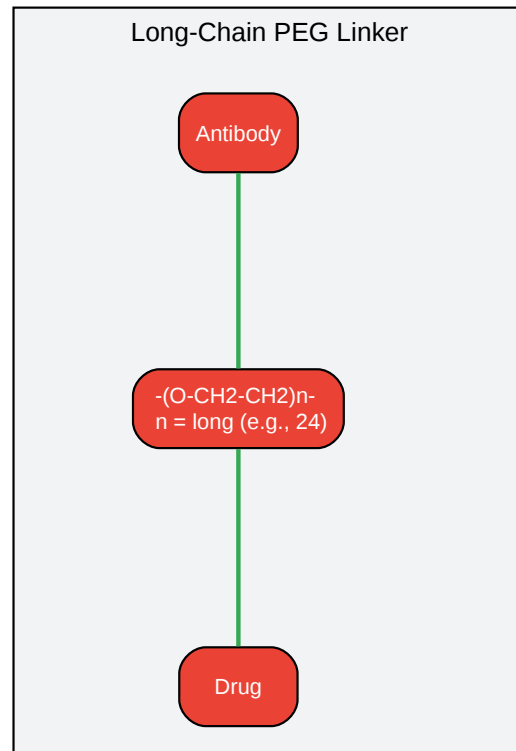 Long-Chain PEG Linker
Antibody
-(O-CH2-CH2)n-
n = long (e.g., 24)
Drug